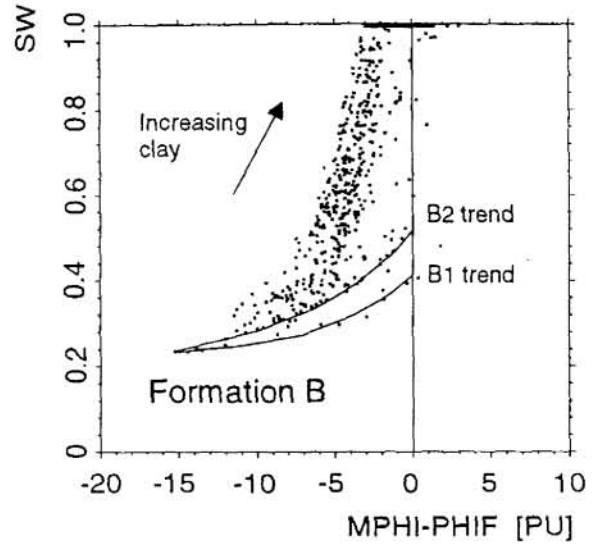 SW
1.0
0.8
0.6
0.4
0.2
0
Increasing
clay
B2 trend
B1 trend
Formation B
-20 -15 -10 -5 0 5 10
MPHI-PHIF [PU]